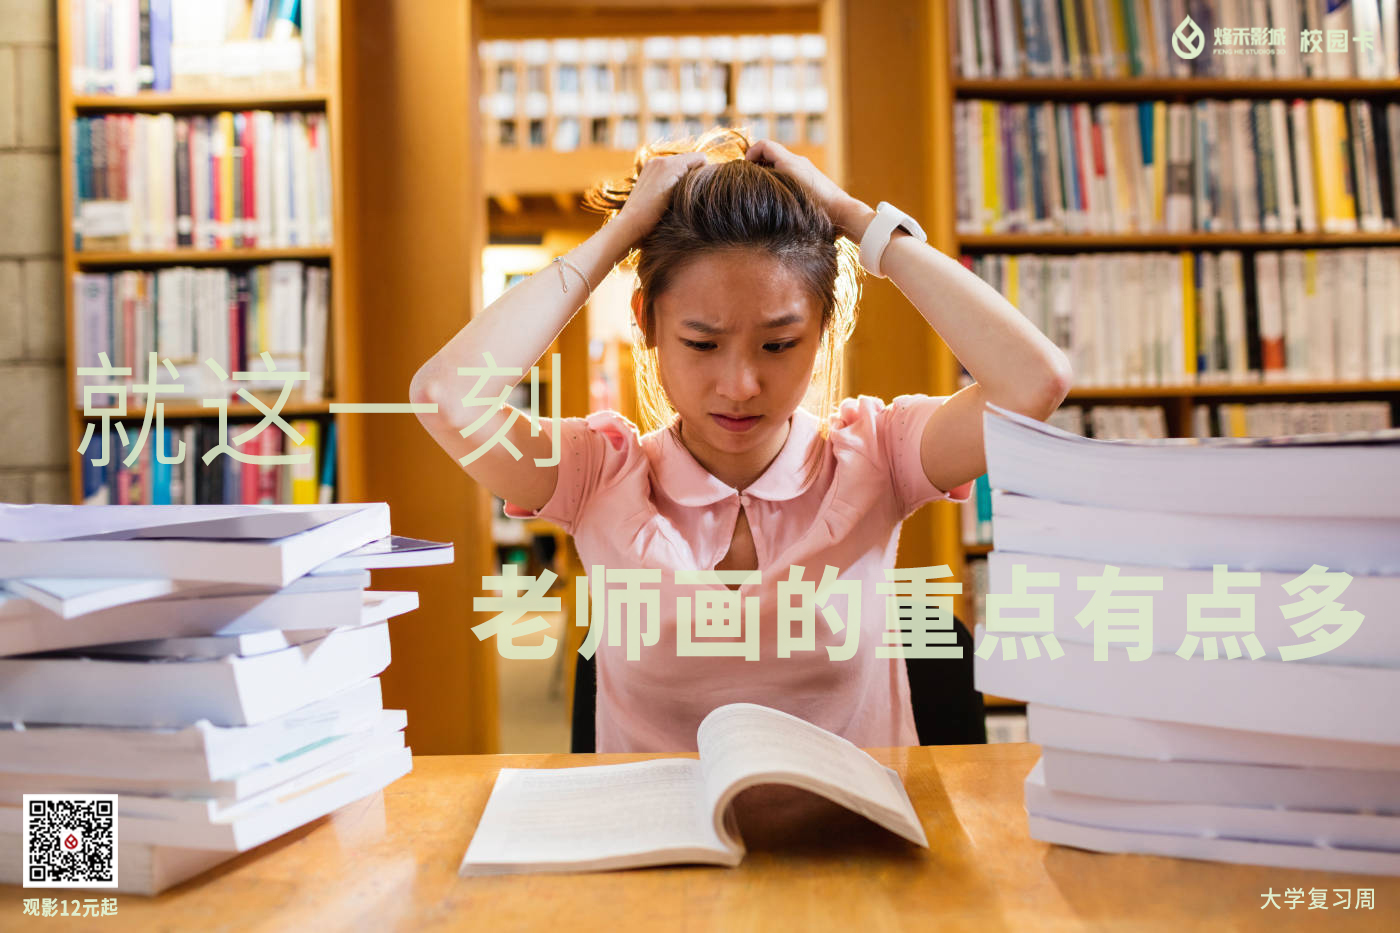 烽禾影城 校园卡
FENG HE STUDIOS
就这一刻
老师画的重点有点多
观影12元起
大学复习周